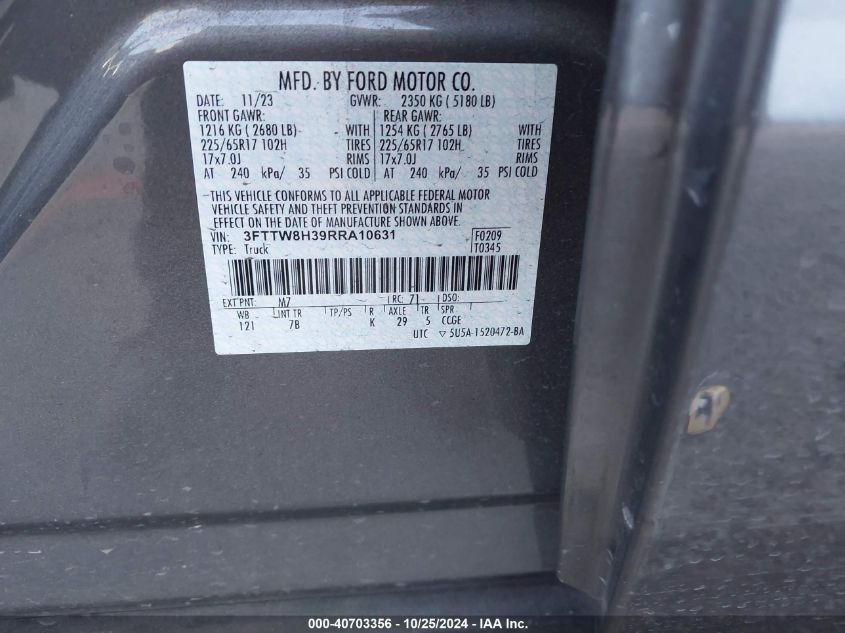 MFD. BY FORD MOTOR CO.
DATE: 11/23 GVWR: 2350 KG ( 5180 LB)
FRONT GAWR: REAR GAWR:
1216 KG ( 2680 LB) WITH 1254 KG ( 2765 LB) WITH
225/65R17 102H TIRES 225/65R17 102H TIRES
17x7.0J RIMS 17x7.0J RIMS
AT 240 kPa/ 35 PSI COLD AT 240 kPa/ 35 PSI COLD
THIS VEHICLE CONFORMS TO ALL APPLICABLE FEDERAL MOTOR
VEHICLE SAFETY AND THEFT PREVENTION STANDARDS IN
EFFECT ON THE DATE OF MANUFACTURE SHOWN ABOVE.
VIN: 3FTTW8H39RRA10631 F0209
TYPE: Truck T0345
EXT PNT: M7 RC: 71 DSO:
WB INT TR TP/PS R AXLE TR SPR
121 7B K 29 5 CCGE
UTC ▽ 5U5A-1520472-BA
000-40703356 - 10/25/2024 - IAA Inc.